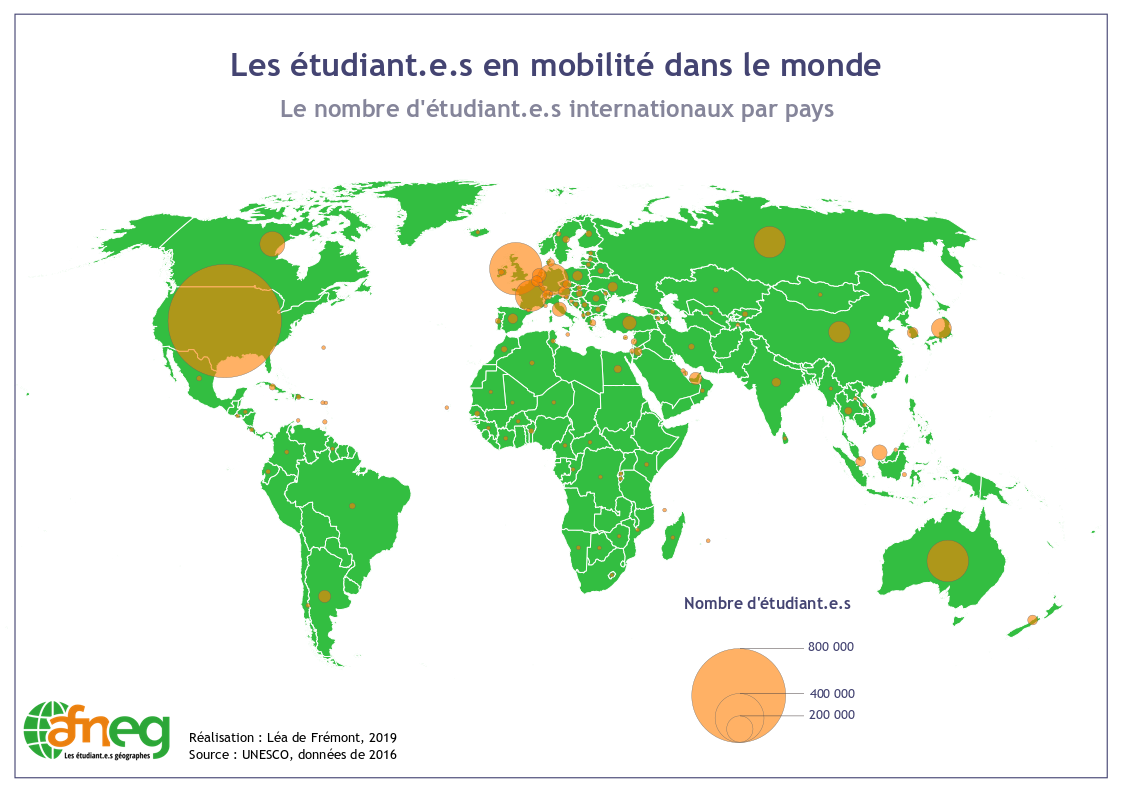 Les étudiant.e.s en mobilité dans le monde
Le nombre d'étudiant.e.s internationaux par pays
Nombre d'étudiant.e.s
800 000
400 000
200 000
afneg
Les étudiant.e.s géographes
Réalisation : Léa de Frémont, 2019
Source : UNESCO, données de 2016